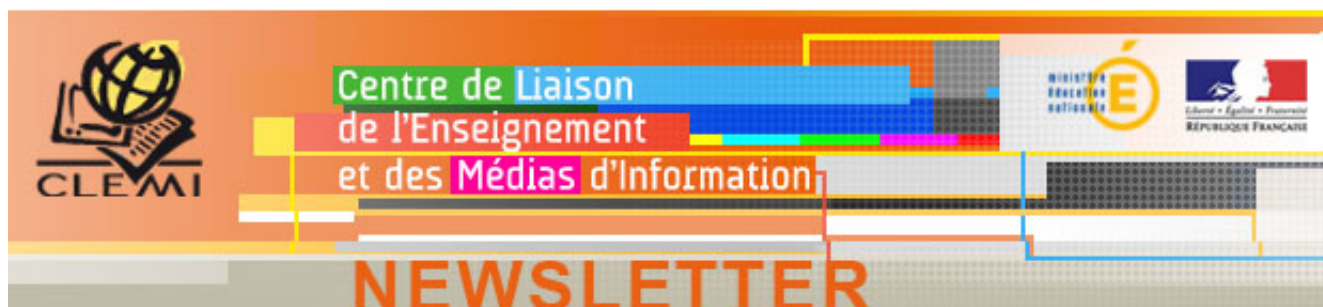 CLEMI
Centre de Liaison
de l'Enseignement
et des Médias d'Information
ministère
éducation
nationale
É
Liberté • Égalité • Fraternité
RÉPUBLIQUE FRANÇAISE
NEWSLETTER